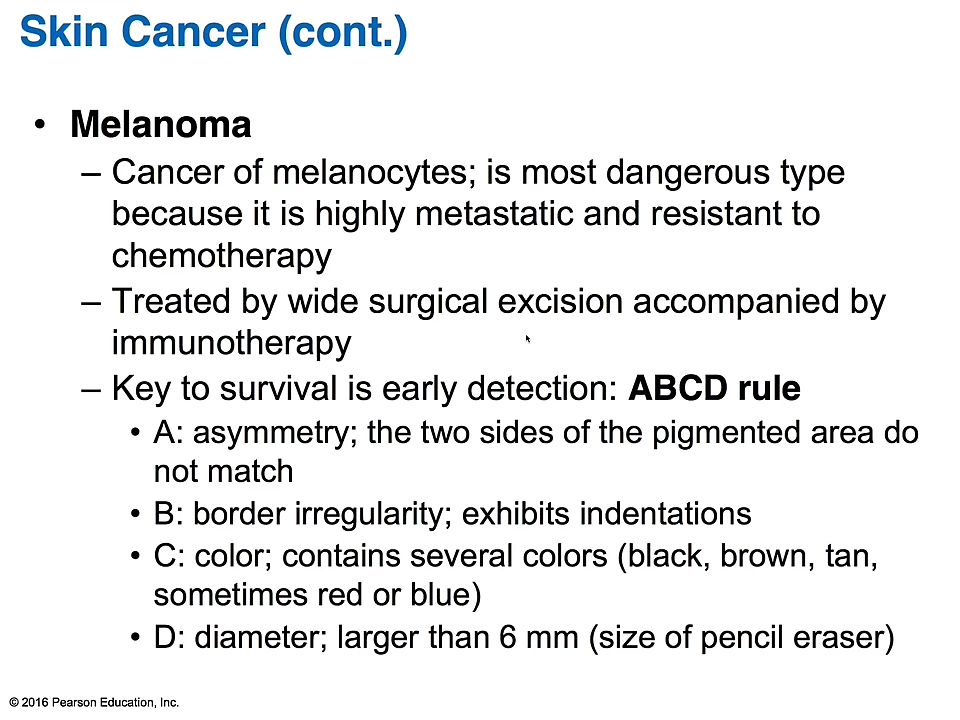 Skin Cancer (cont.)
• Melanoma
– Cancer of melanocytes; is most dangerous type
because it is highly metastatic and resistant to
chemotherapy
– Treated by wide surgical excision accompanied by
immunotherapy
– Key to survival is early detection: ABCD rule
• A: asymmetry; the two sides of the pigmented area do
not match
• B: border irregularity; exhibits indentations
• C: color; contains several colors (black, brown, tan,
sometimes red or blue)
• D: diameter; larger than 6 mm (size of pencil eraser)
© 2016 Pearson Education, Inc.